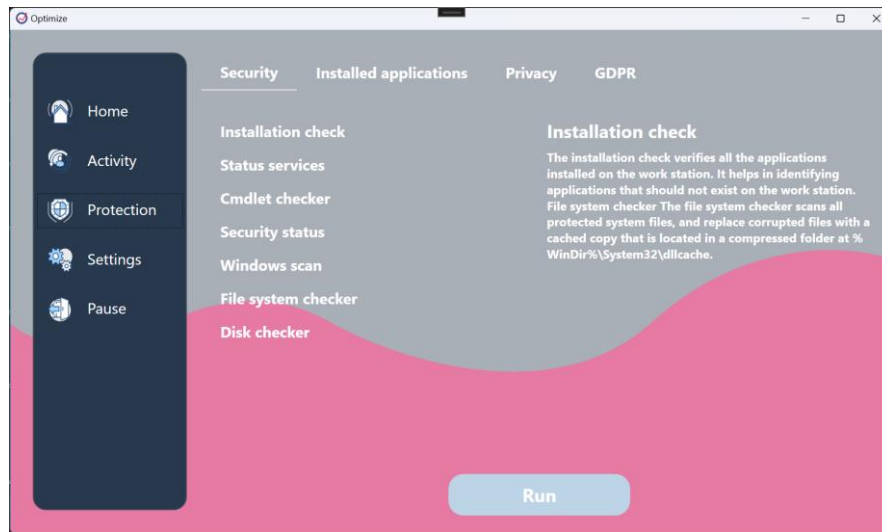 Optimize
Home
Activity
Protection
Settings
Pause
Security Installed applications Privacy GDPR
Installation check
Status services
Cmdlet checker
Security status
Windows scan
File system checker
Disk checker
Installation check
The installation check verifies all the applications
installed on the work station. It helps in identifying
applications that should not exist on the work station.
File system checker The file system checker scans all
protected system files, and replace corrupted files with a
cached copy that is located in a compressed folder at %
WinDir%\System32\dllcache.
Run